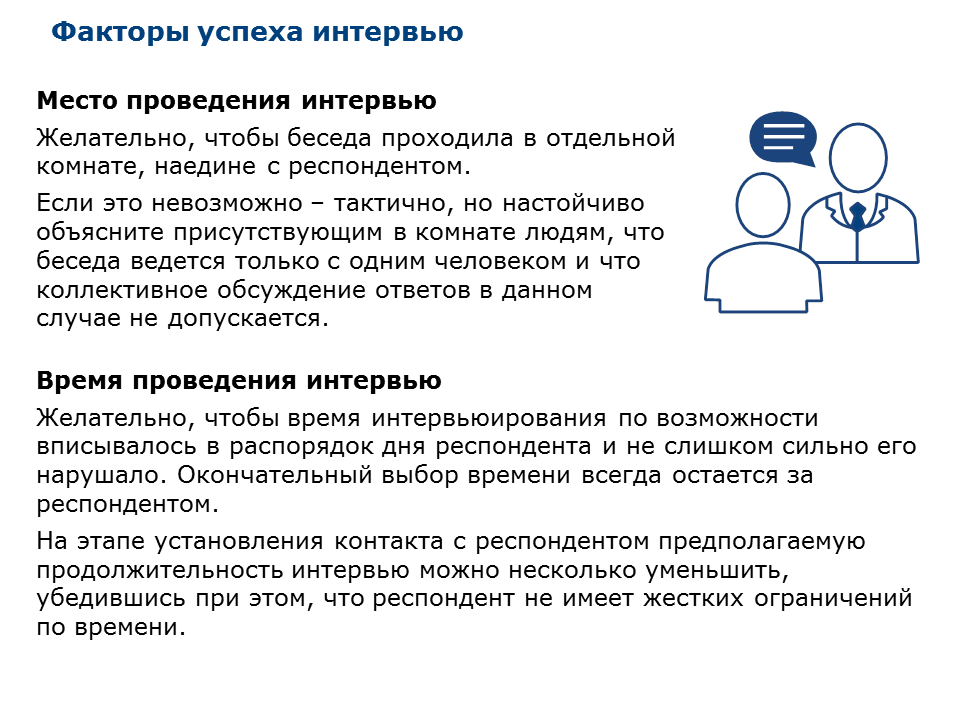 Факторы успеха интервью
Место проведения интервью
Желательно, чтобы беседа проходила в отдельной
комнате, наедине с респондентом.
Если это невозможно – тактично, но настойчиво
объясните присутствующим в комнате людям, что
беседа ведется только с одним человеком и что
коллективное обсуждение ответов в данном
случае не допускается.
Время проведения интервью
Желательно, чтобы время интервьюирования по возможности
вписывалось в распорядок дня респондента и не слишком сильно его
нарушало. Окончательный выбор времени всегда остается за
респондентом.
На этапе установления контакта с респондентом предполагаемую
продолжительность интервью можно несколько уменьшить,
убедившись при этом, что респондент не имеет жестких ограничений
по времени.